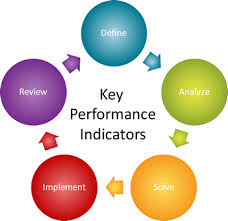 Define
Analyze
Solve
Implement
Review
Key
Performance
Indicators